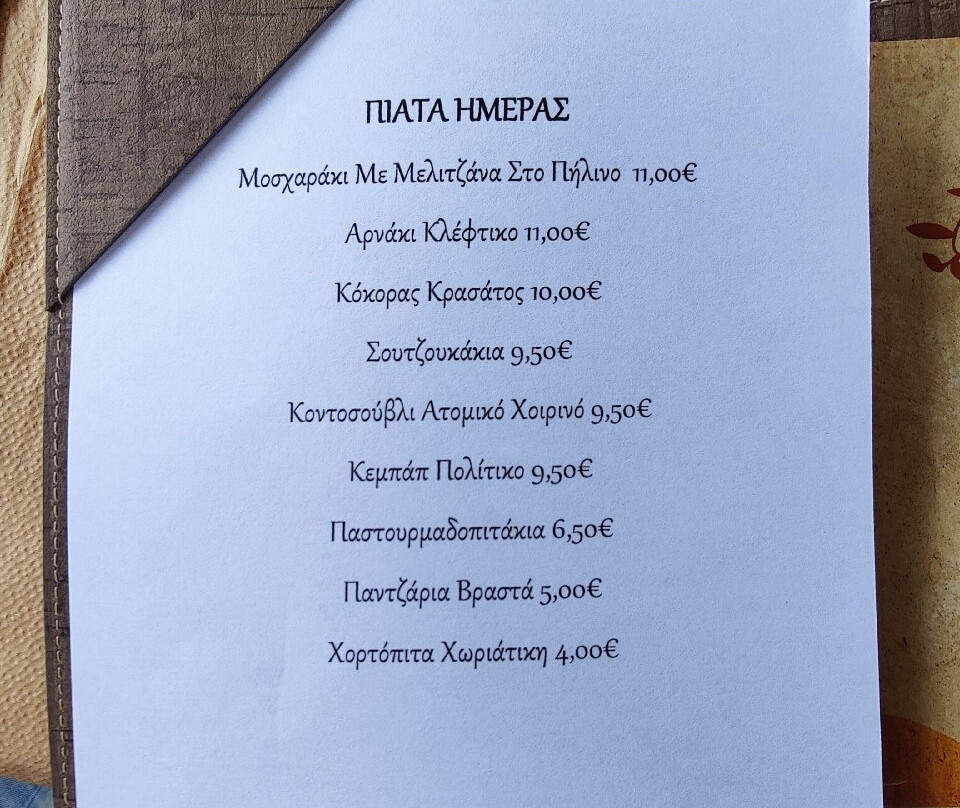 ΠΙΑΤΑ ΗΜΕΡΑΣ
Μοσχαράκι Με Μελιτζάνα Στο Πήλινο 11,00€
Αρνάκι Κλέφτικο 11,00€
Κόκορας Κρασάτος 10,00€
Σουτζουκάκια 9,50€
Κοντοσούβλι Ατομικό Χοιρινό 9,50€
Κεμπάπ Πολίτικο 9,50€
Παστουρμαδοπιτάκια 6,50€
Παντζάρια Βραστά 5,00€
Χορτόπιτα Χωριάτικη 4,00€